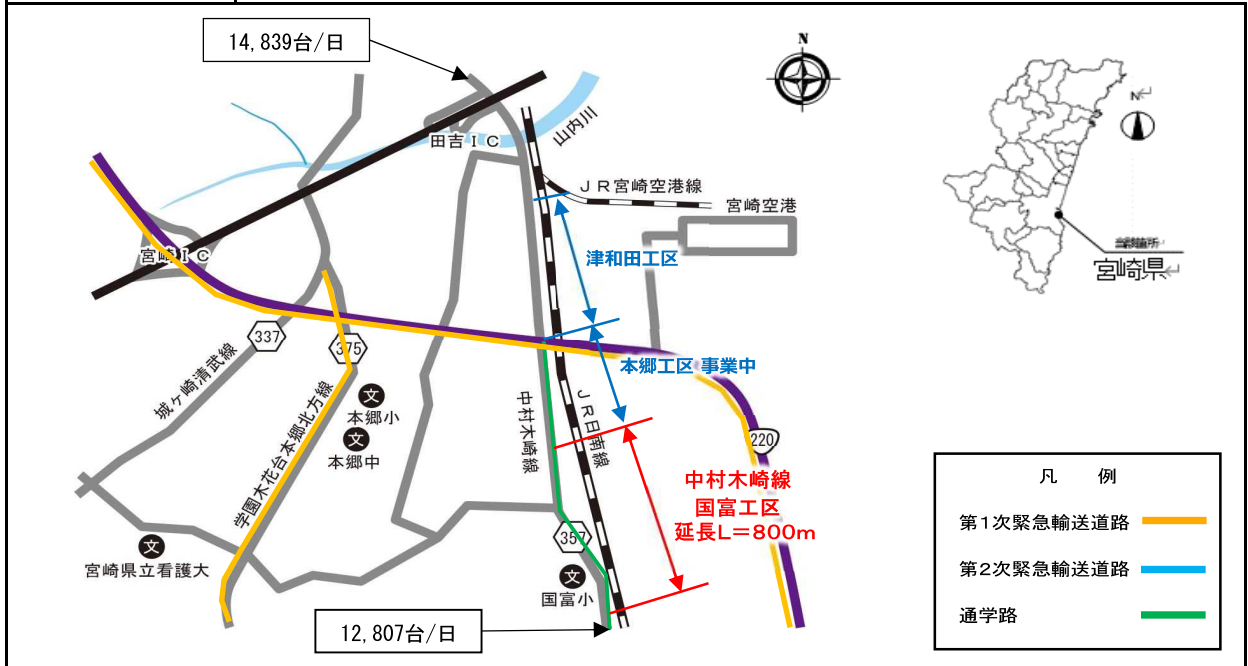 14,839台/日
N
田吉IC
山内川
JR宮崎空港線
宮崎空港
宮崎IC
津和田工区
337
375
城ヶ崎清武線
本郷工区 事業中
本郷小
本郷中
文
文
中村木崎線
JR日南線
学園木花台本郷北方線
220
中村木崎線
国富工区
延長L=800m
357
文
宮崎県立看護大
文
国富小
12,807台/日
N
当該箇所
宮崎県
凡 例
第1次緊急輸送道路
第2次緊急輸送道路
通学路